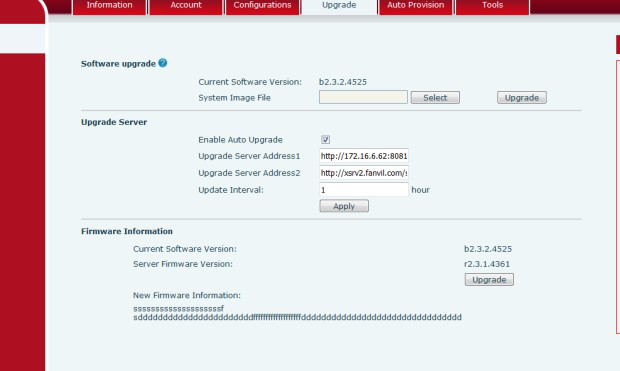 Information Account Configurations Upgrade Auto Provision Tools
Software upgrade ?
Current Software Version: b2.3.2.4525
System Image File Select Upgrade
Upgrade Server
Enable Auto Upgrade
Upgrade Server Address1 http://172.16.6.62:8081
Upgrade Server Address2 http://xsrv2.fanvil.com/
Update Interval: 1 hour
Apply
Firmware Information
Current Software Version: b2.3.2.4525
Server Firmware Version: r2.3.1.4361
Upgrade
New Firmware Information: